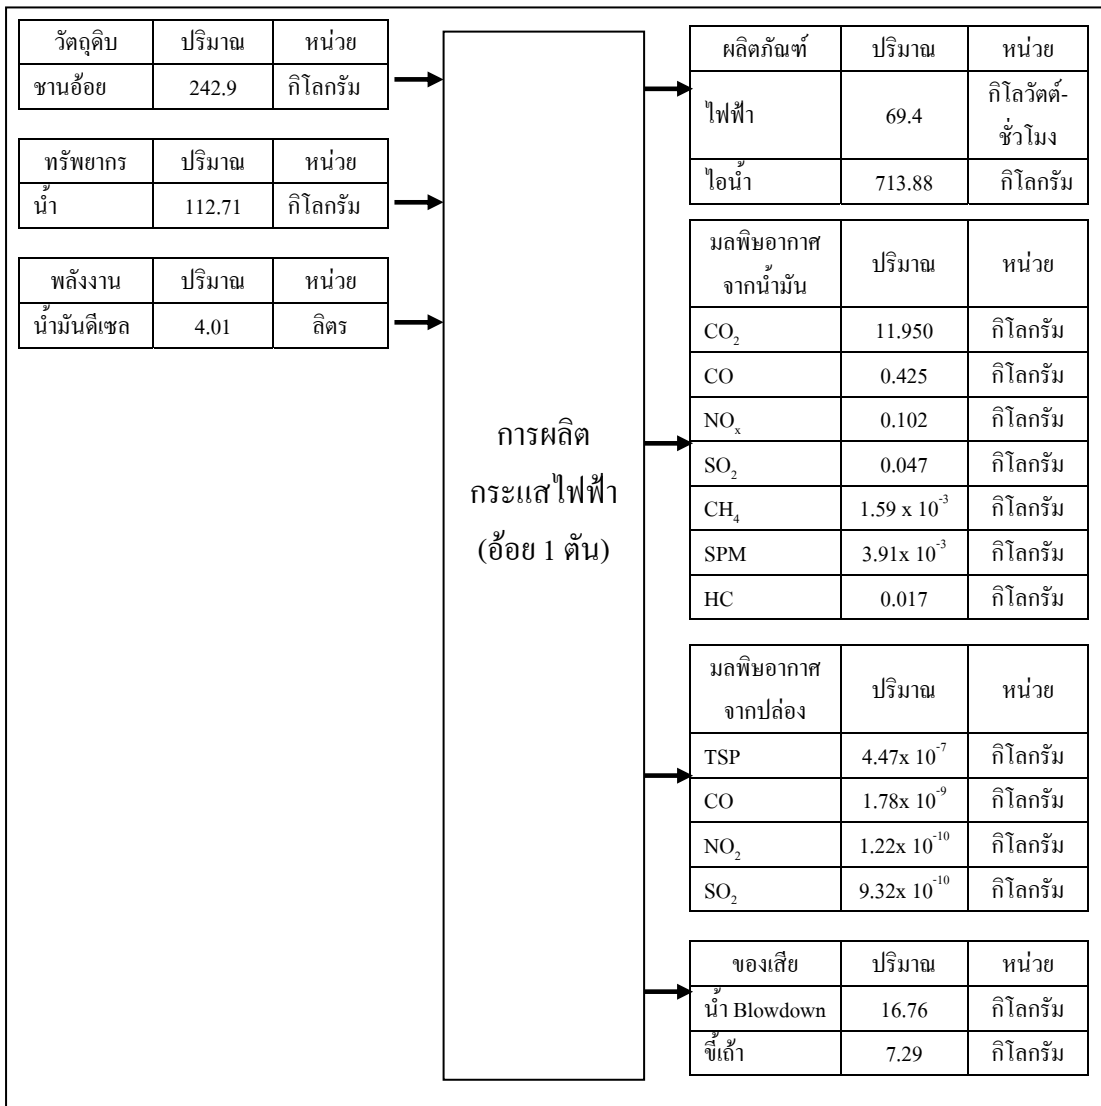 วัตถุดิบ ปริมาณ หน่วย
ชานอ้อย 242.9 กิโลกรัม
ทรัพยากร ปริมาณ หน่วย
น้ำ 112.71 กิโลกรัม
พลังงาน ปริมาณ หน่วย
น้ำมันดีเซล 4.01 ลิตร
การผลิต
กระแสไฟฟ้า
(อ้อย 1 ตัน)
ผลิตภัณฑ์ ปริมาณ หน่วย
ไฟฟ้า 69.4 กิโลวัตต์-
ชั่วโมง
ไอน้ำ 713.88 กิโลกรัม
มลพิษอากาศ
จากน้ำมัน ปริมาณ หน่วย
CO₂ 11.950 กิโลกรัม
CO 0.425 กิโลกรัม
NOₓ 0.102 กิโลกรัม
SO₂ 0.047 กิโลกรัม
CH₄ 1.59 x 10⁻³ กิโลกรัม
SPM 3.91x 10⁻³ กิโลกรัม
HC 0.017 กิโลกรัม
มลพิษอากาศ
จากปล่อง ปริมาณ หน่วย
TSP 4.47x 10⁻⁷ กิโลกรัม
CO 1.78x 10⁻⁹ กิโลกรัม
NO₂ 1.22x 10⁻¹⁰ กิโลกรัม
SO₂ 9.32x 10⁻¹⁰ กิโลกรัม
ของเสีย ปริมาณ หน่วย
น้ำ Blowdown 16.76 กิโลกรัม
ขี้เถ้า 7.29 กิโลกรัม